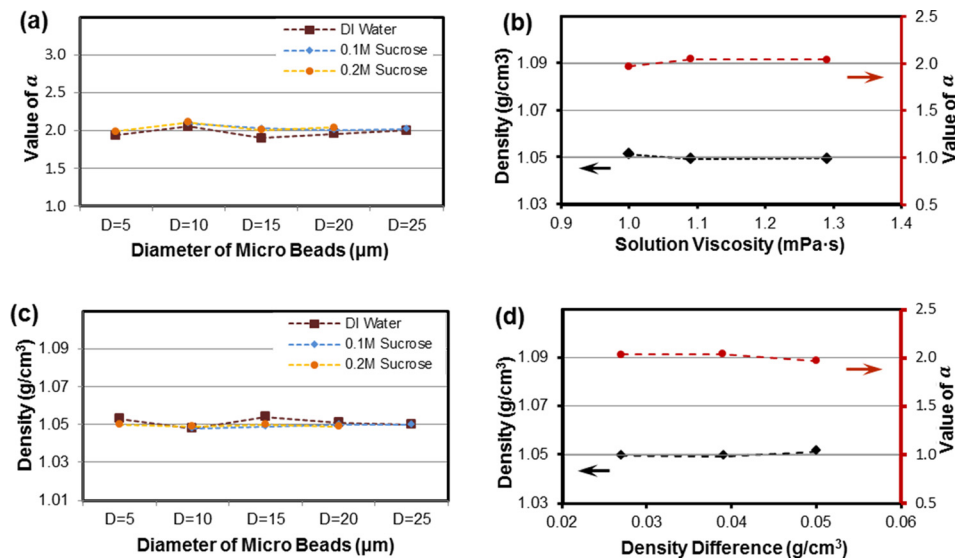 (a)
DI Water
0.1M Sucrose
0.2M Sucrose
3.0
2.5
2.0
1.5
1.0
Value of α
D=5 D=10 D=15 D=20 D=25
Diameter of Micro Beads (µm)
(b)
Density (g/cm3)
1.09
1.07
1.05
1.03
2.5
2.0
1.5
1.0
0.5
Value of α
0.9 1.0 1.1 1.2 1.3 1.4
Solution Viscosity (mPa·s)
(c)
DI Water
0.1M Sucrose
0.2M Sucrose
1.09
1.07
1.05
1.03
1.01
Density (g/cm³)
D=5 D=10 D=15 D=20 D=25
Diameter of Micro Beads (µm)
(d)
Density (g/cm³)
1.09
1.07
1.05
1.03
2.5
2.0
1.5
1.0
0.5
Value of α
0.02 0.03 0.04 0.05 0.06
Density Difference (g/cm³)